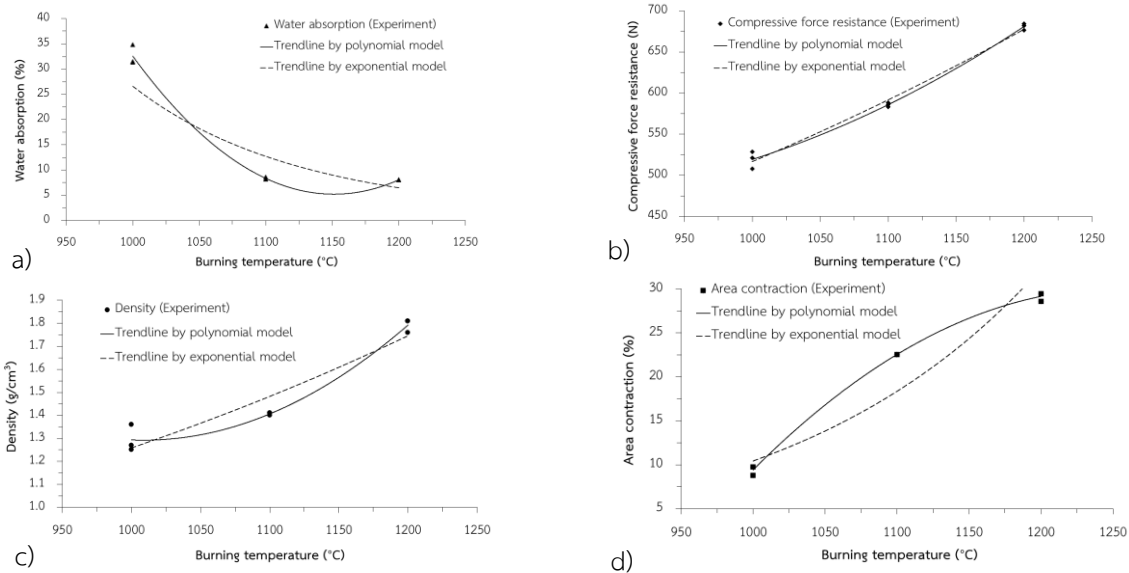 40
35
30
25
20
15
10
5
0
Water absorption (%)
▲ Water absorption (Experiment)
Trendline by polynomial model
Trendline by exponential model
950 1000 1050 1100 1150 1200 1250
Burning temperature (°C)
a)
700
650
600
550
500
450
Compressive force resistance (N)
Compressive force resistance (Experiment)
Trendline by polynomial model
Trendline by exponential model
950 1000 1050 1100 1150 1200 1250
Burning temperature (°C)
b)
1.9
1.8
1.7
1.6
1.5
1.4
1.3
1.2
1.1
1.0
Density (g/cm³)
Density (Experiment)
Trendline by polynomial model
Trendline by exponential model
950 1000 1050 1100 1150 1200 1250
Burning temperature (°C)
c)
30
25
20
15
10
5
Area contraction (%)
Area contraction (Experiment)
Trendline by polynomial model
Trendline by exponential model
950 1000 1050 1100 1150 1200 1250
Burning temperature (°C)
d)